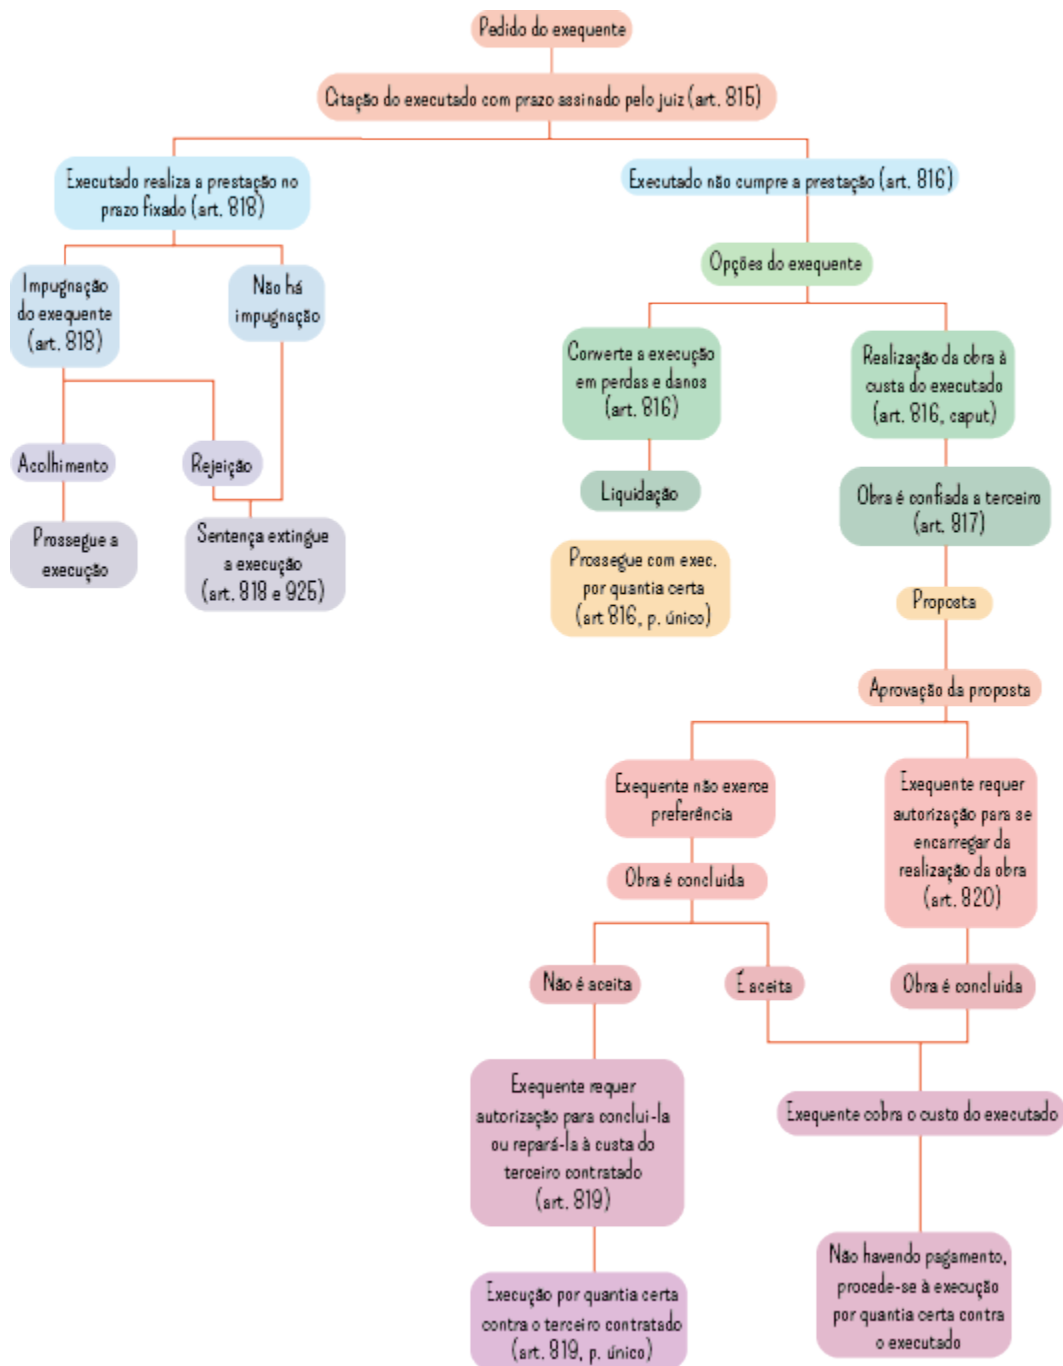 Pedido do exequente
Citação do executado com prazo assinado pelo juiz (art. 815)
Executado realiza a prestação no
prazo fixado (art. 818)
Executado não cumpre a prestação (art. 816)
Impugnação
do exequente
(art. 818)
Não há
impugnação
Opções do exequente
Converte a execução
em perdas e danos
(art. 816)
Realização da obra à
custa do executado
(art. 816, caput)
Acolhimento
Rejeição
Liquidação
Obra é confiada a terceiro
(art. 817)
Prossegue a
execução
Sentença extingue
a execução
(art. 818 e 925)
Prossegue com exec.
por quantia certa
(art 816, p. único)
Proposta
Aprovação da proposta
Exequente não exerce
preferência
Exequente requer
autorização para se
encarregar da
realização da obra
(art. 820)
Obra é concluida
Não é aceita
É aceita
Obra é concluida
Exequente requer
autorização para conclui-la
ou repará-la à custa do
terceiro contratado
(art. 819)
Exequente cobra o custo do executado
Execução por quantia certa
contra o terceiro contratado
(art. 819, p. único)
Não havendo pagamento,
procede-se à execução
por quantia certa contra
o executado